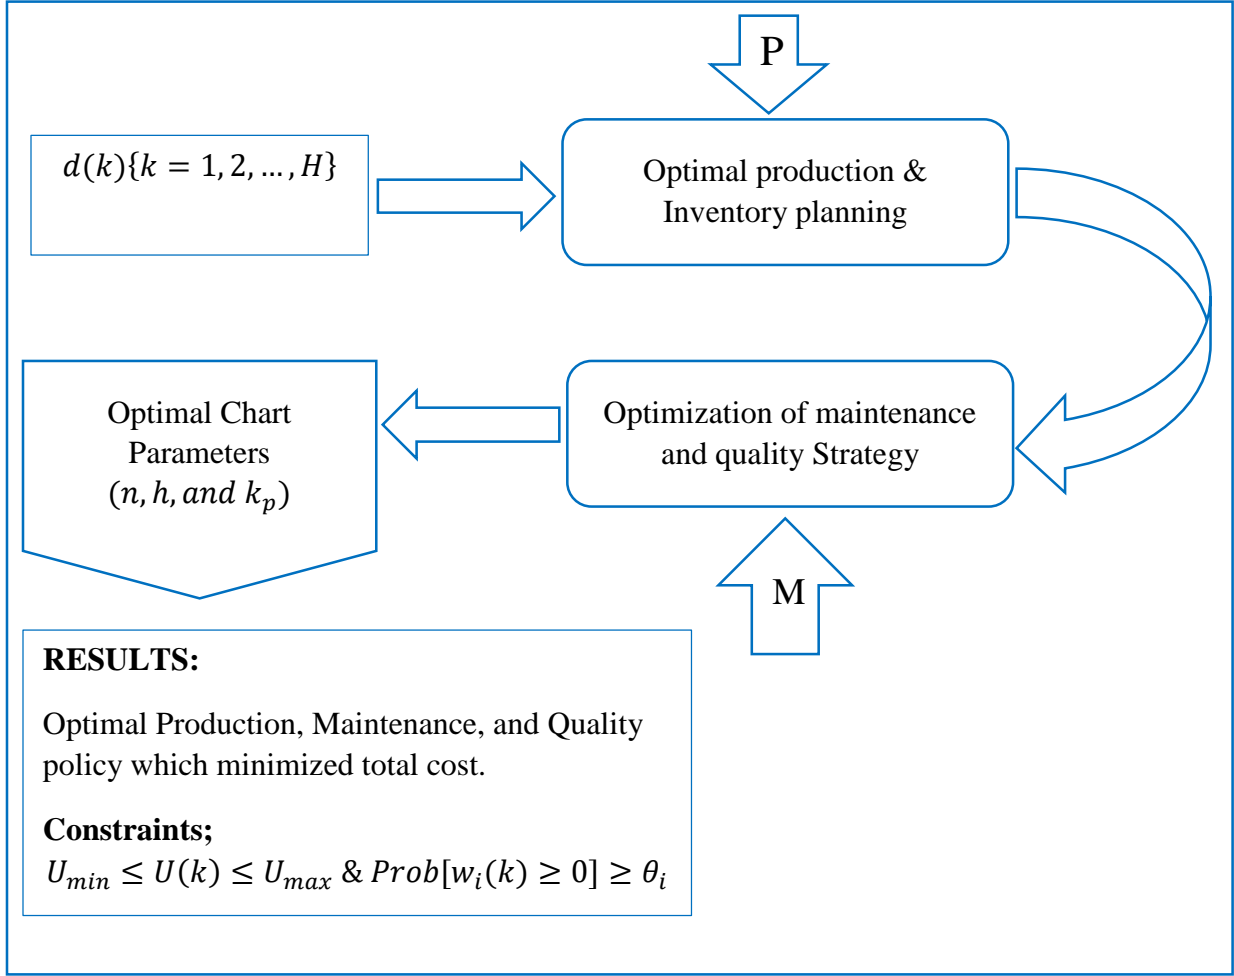 P
d(k){k = 1, 2, … , H}
Optimal production &
Inventory planning
Optimal Chart
Parameters
(n, h, and k_p)
Optimization of maintenance
and quality Strategy
M
RESULTS:
Optimal Production, Maintenance, and Quality
policy which minimized total cost.
Constraints;
U_min ≤ U(k) ≤ U_max & Prob[w_i(k) ≥ 0] ≥ θ_i